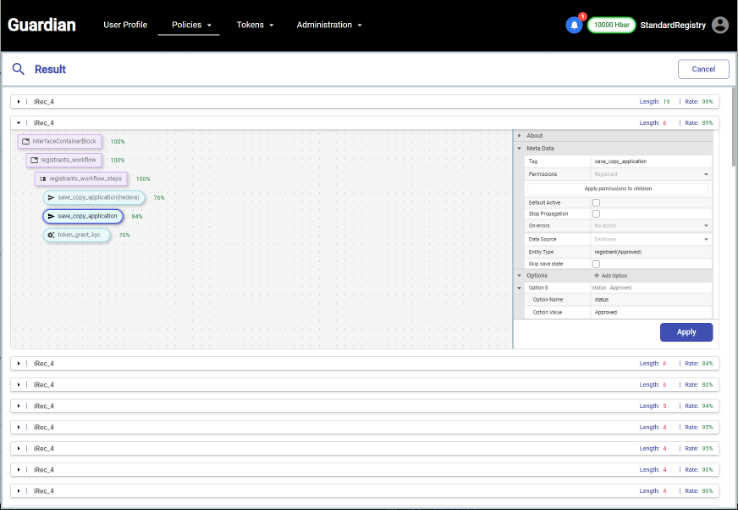 Guardian User Profile Policies Tokens Administration 1 10000 Hbar StandardRegistry
Result Cancel
iRec_4 Length: 19 | Rate: 99%
iRec_4 Length: 6 | Rate: 89%
interfaceContainerBlock 100%
registrants_workflow 100%
registrants_workflow_steps 100%
save_copy_application(hedera) 76%
save_copy_application 84%
token_grant_kyc 76%
About
Meta Data
Tag save_copy_application
Permissions Registrant
Apply permissions to children
Default Active
Stop Propagation
On errors No action
Data Source Database
Entity Type registrant(Approved)
Skip save state
Options Add Option
Option 0 status : Approved
Option Name status
Option Value Approved
Apply
iRec_4 Length: 6 | Rate: 84%
iRec_4 Length: 6 | Rate: 80%
iRec_4 Length: 5 | Rate: 94%
iRec_4 Length: 4 | Rate: 95%
iRec_4 Length: 4 | Rate: 95%
iRec_4 Length: 4 | Rate: 90%
iRec_4 Length: 4 | Rate: 86%